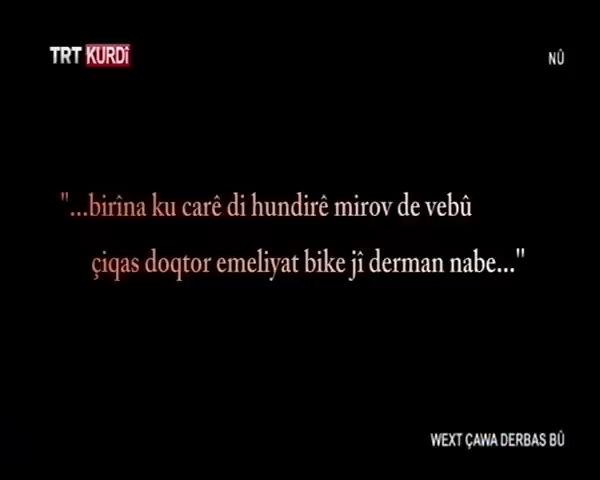 TRT KURDÎ
NÛ
"...birîna ku carê di hundirê mirov de vebû
çiqas doqtor emeliyat bike jî derman nabe..."
WEXT ÇAWA DERBAS BÛ